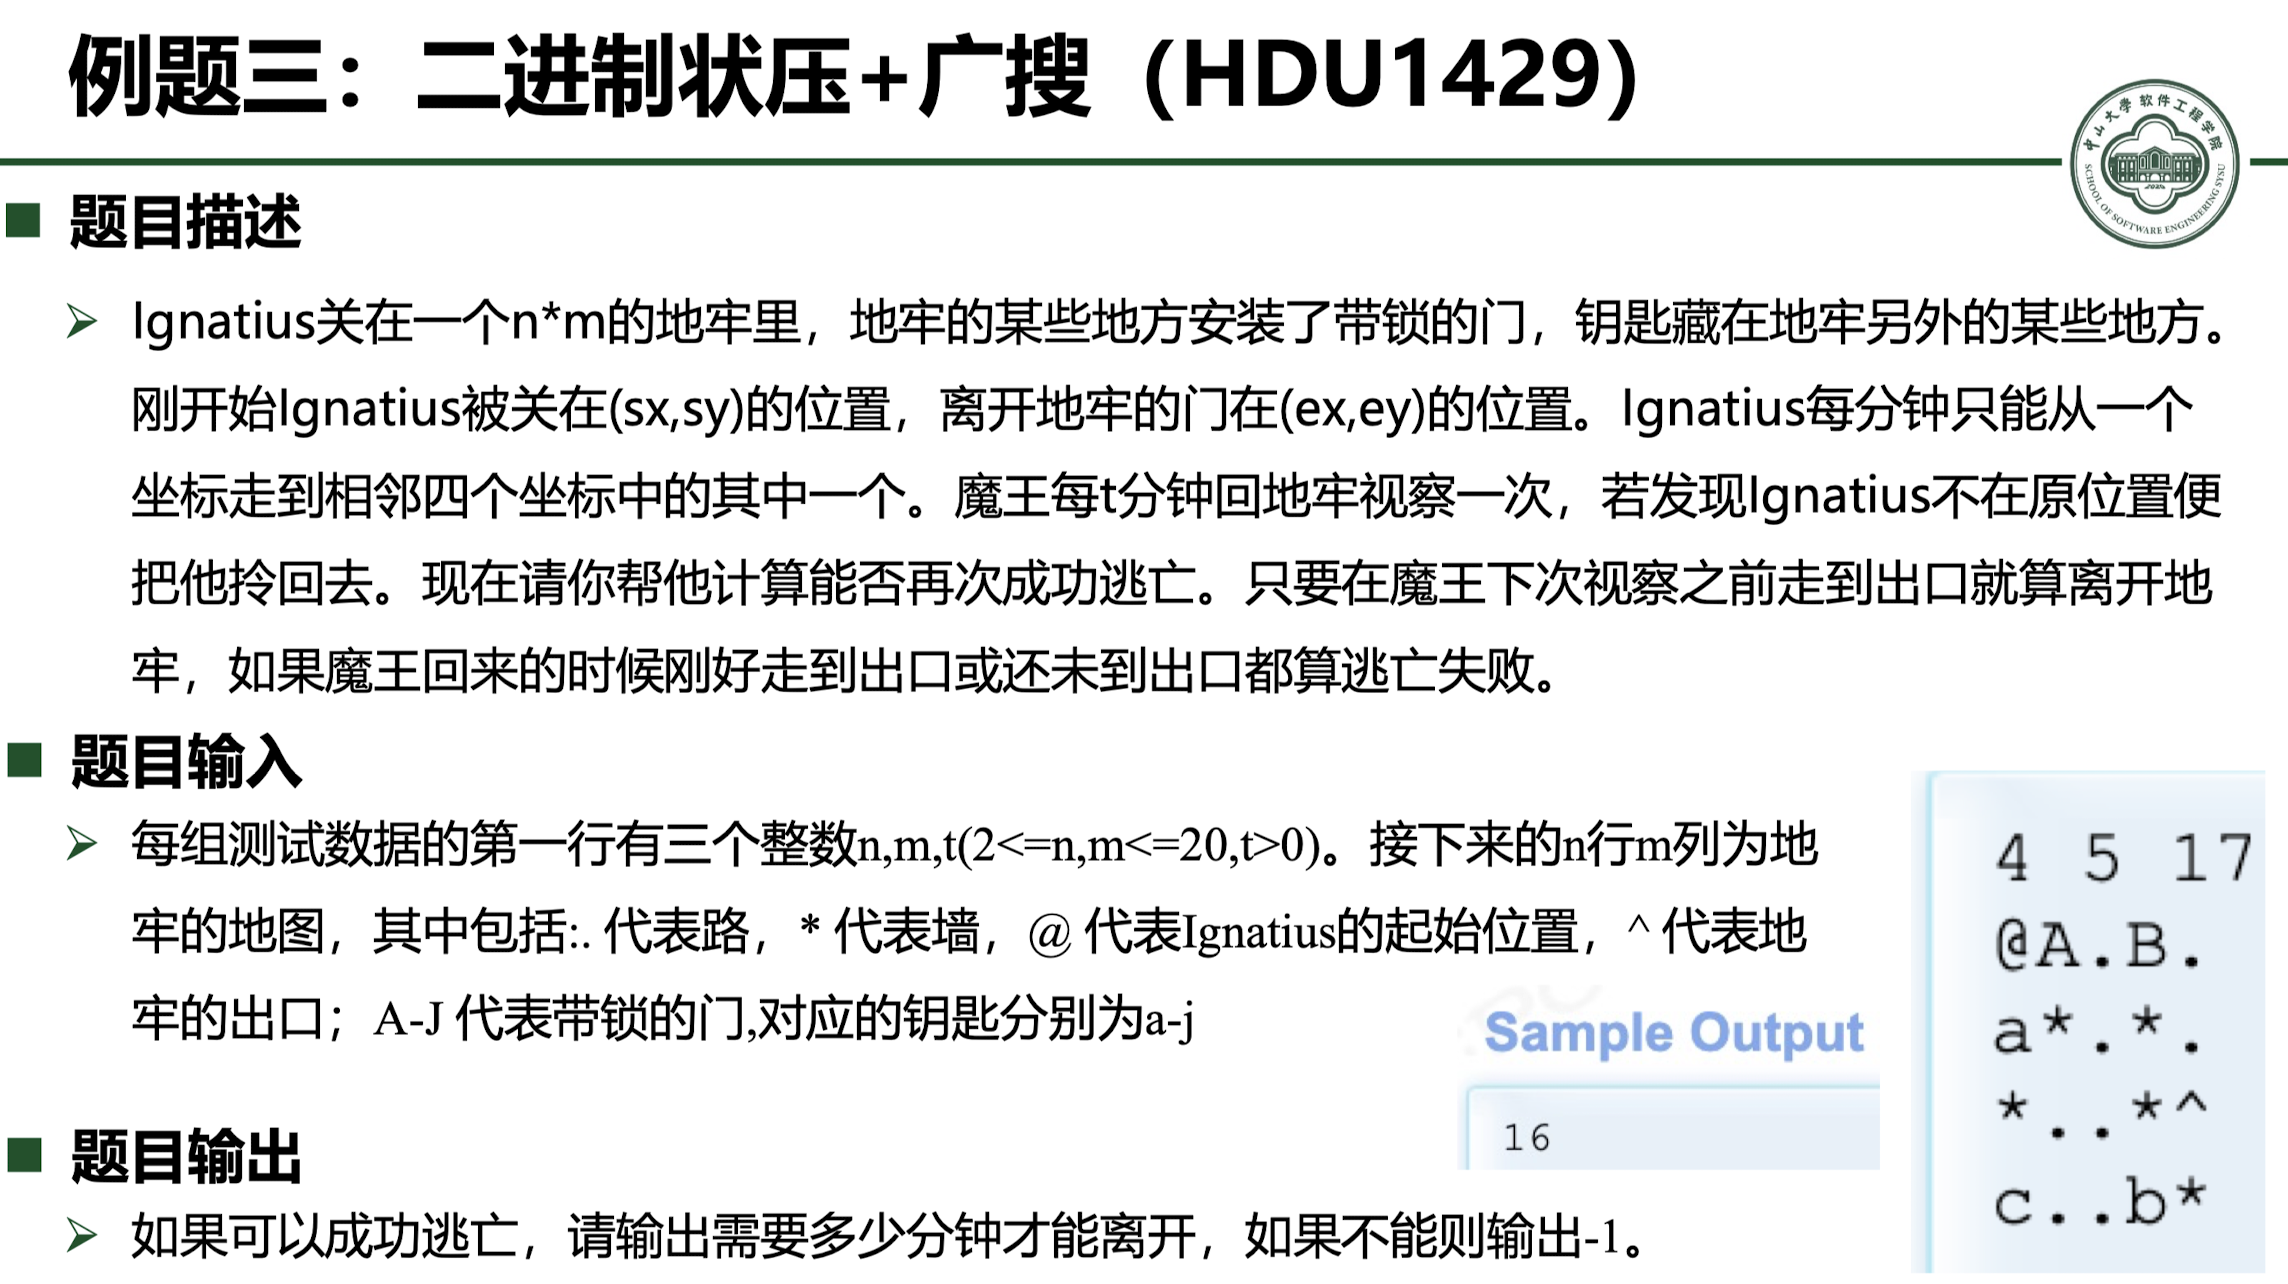 例题三：二进制状压+广搜（HDU1429）
中山大学 软件工程学院
SCHOOL OF SOFTWARE ENGINEERING SYSU
题目描述
Ignatius关在一个n*m的地牢里，地牢的某些地方安装了带锁的门，钥匙藏在地牢另外的某些地方。
刚开始Ignatius被关在(sx,sy)的位置，离开地牢的门在(ex,ey)的位置。Ignatius每分钟只能从一个
坐标走到相邻四个坐标中的其中一个。魔王每t分钟回地牢视察一次，若发现Ignatius不在原位置便
把他拎回去。现在请你帮他计算能否再次成功逃亡。只要在魔王下次视察之前走到出口就算离开地
牢，如果魔王回来的时候刚好走到出口或还未到出口都算逃亡失败。
题目输入
每组测试数据的第一行有三个整数n,m,t(2<=n,m<=20,t>0)。接下来的n行m列为地
牢的地图，其中包括:. 代表路，* 代表墙，@ 代表Ignatius的起始位置，^ 代表地
牢的出口；A-J 代表带锁的门,对应的钥匙分别为a-j
4 5 17
@A.B.
a*.*.
*..*^
c..b*
Sample Output
16
题目输出
如果可以成功逃亡，请输出需要多少分钟才能离开，如果不能则输出-1。